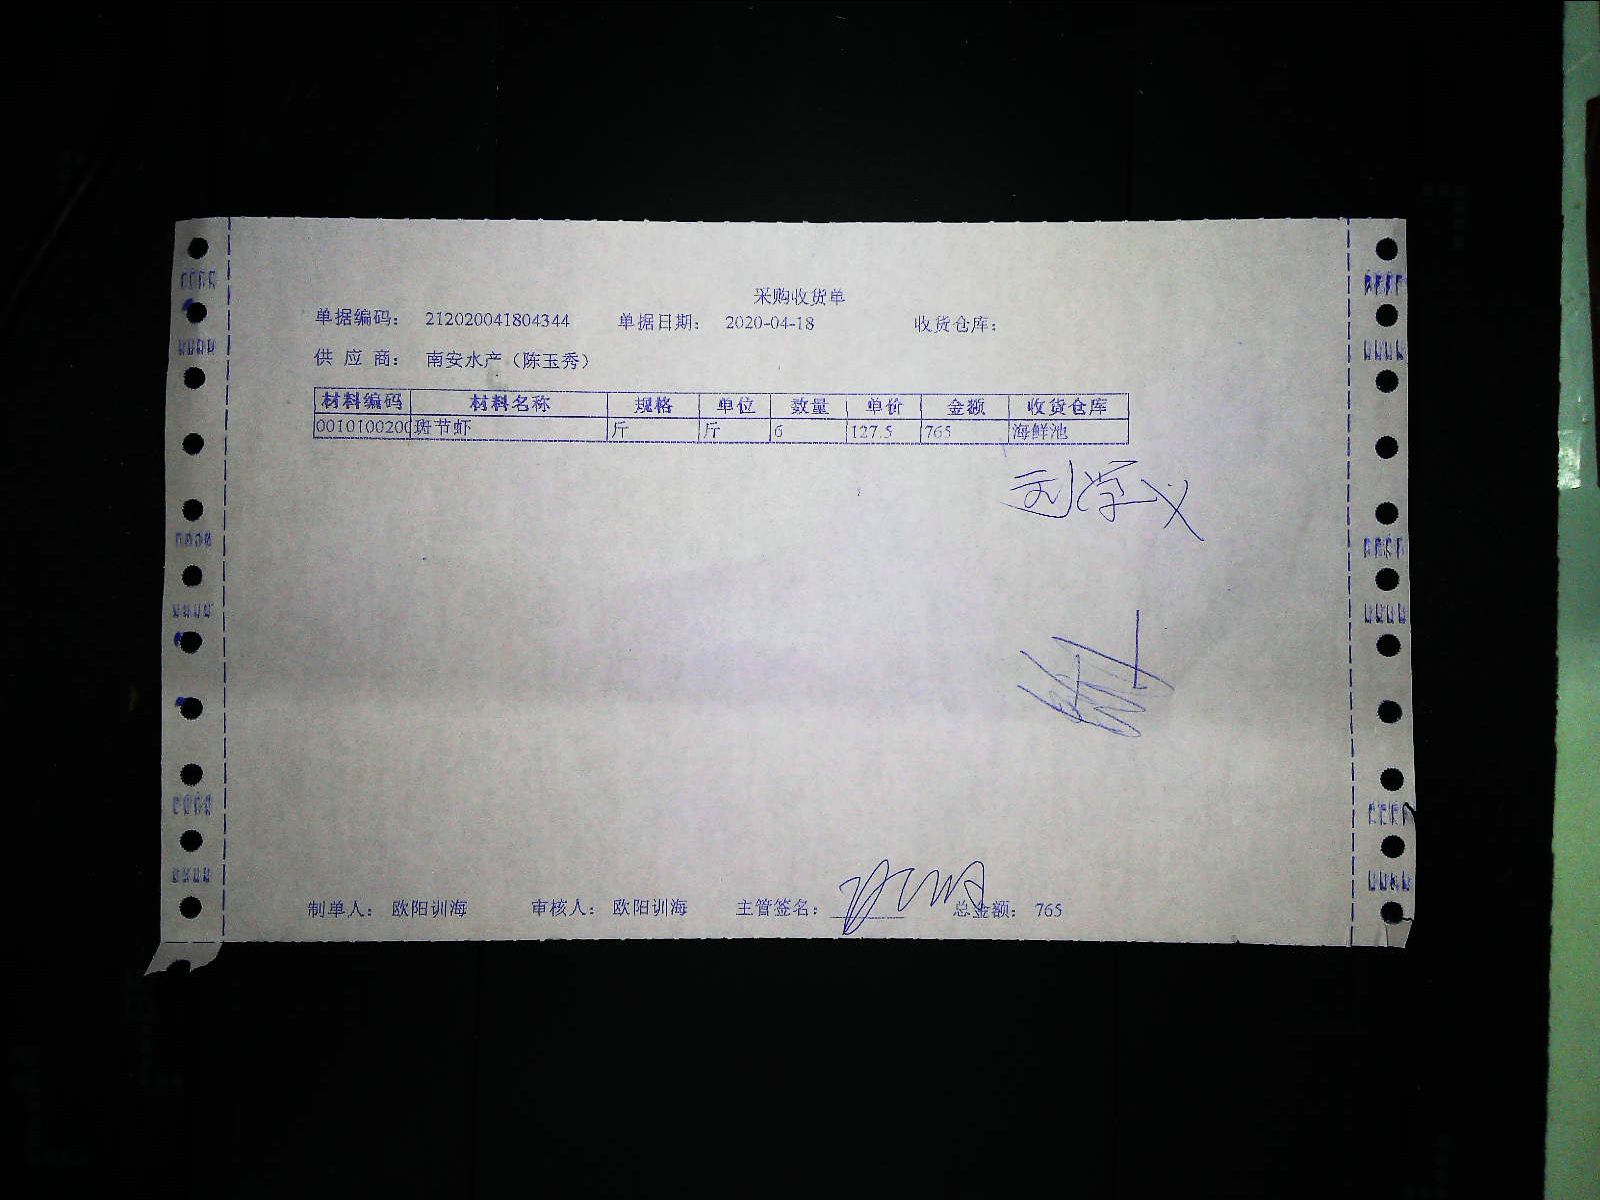 采购收货单
单据编码： 212020041804344 单据日期： 2020-04-18 收货仓库：
供 应 商： 南安水产（陈玉秀）
材料编码 材料名称 规格 单位 数量 单价 金额 收货仓库
0010100200 斑节虾 斤 斤 6 127.5 765 海鲜池
刘学义
制单人： 欧阳训海 审核人： 欧阳训海 主管签名： 总金额： 765